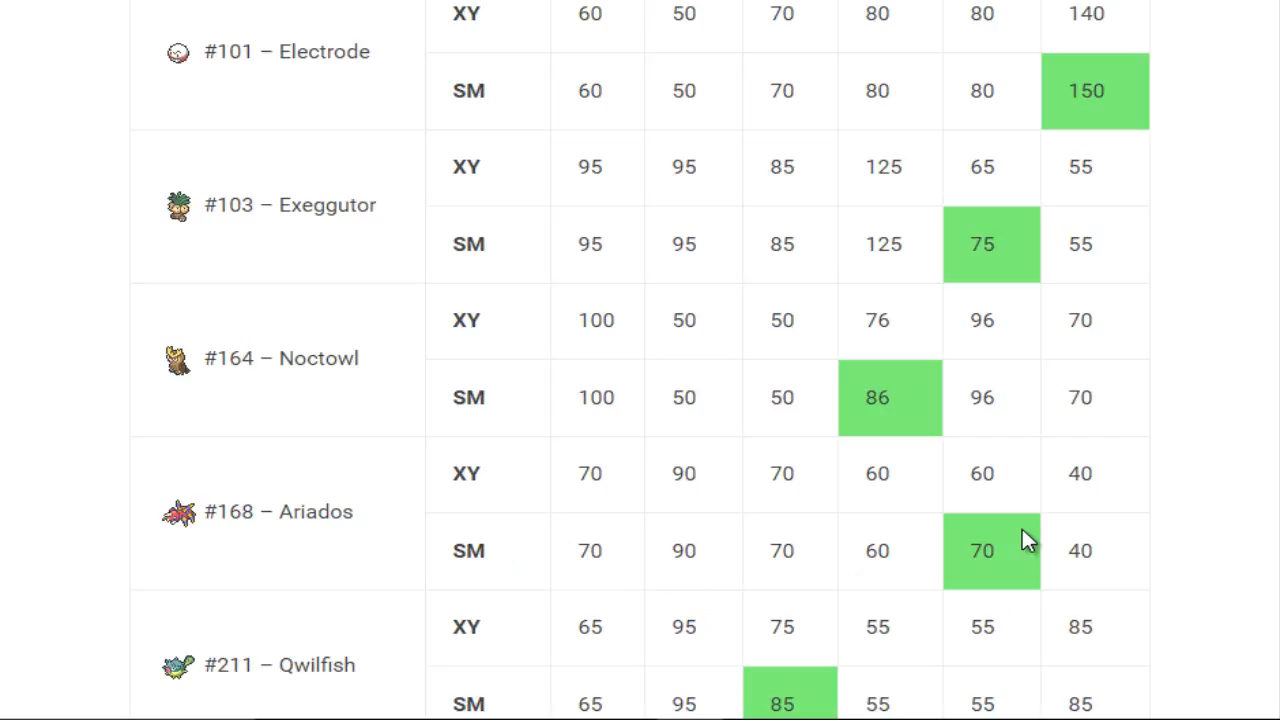 XY 60 50 70 80 80 140
#101 – Electrode
SM 60 50 70 80 80 150
XY 95 95 85 125 65 55
#103 – Exeggutor
SM 95 95 85 125 75 55
XY 100 50 50 76 96 70
#164 – Noctowl
SM 100 50 50 86 96 70
XY 70 90 70 60 60 40
#168 – Ariados
SM 70 90 70 60 70 40
XY 65 95 75 55 55 85
#211 – Qwilfish
SM 65 95 85 55 55 85